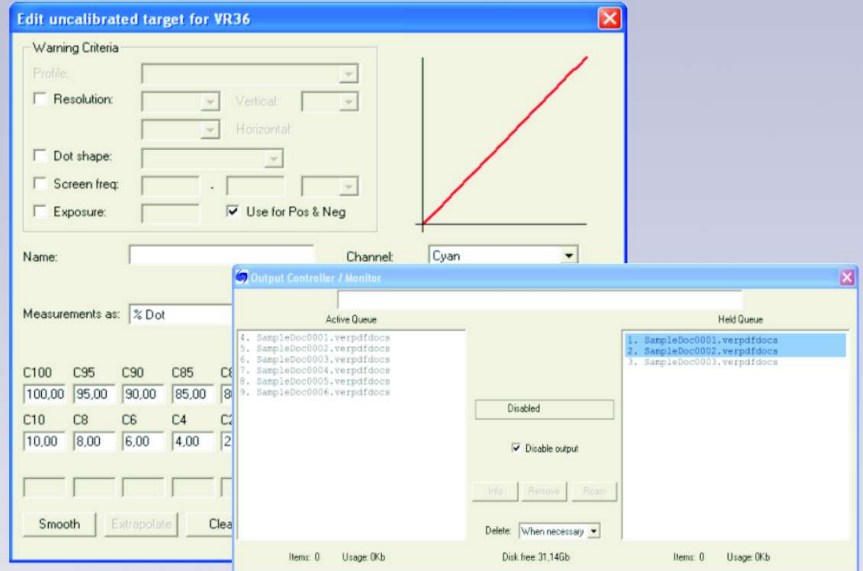 Edit uncalibrated target for VR36
Warning Criteria
Profile:
Resolution:
Vertical:
Horizontal:
Dot shape:
Screen freq:
Exposure:
Use for Pos & Neg
Name:
Channel:
Cyan
Measurements as:
% Dot
C100 C95 C90 C85
100,00 95,00 90,00 85,00
C10 C8 C6 C4
10,00 8,00 6,00 4,00
Smooth
Extrapolate
Output Controller / Monitor
Active Queue
4. SampleDoc0001.verpdfdocs
5. SampleDoc0002.verpdfdocs
6. SampleDoc0003.verpdfdocs
7. SampleDoc0004.verpdfdocs
8. SampleDoc0005.verpdfdocs
9. SampleDoc0006.verpdfdocs
Held Queue
1. SampleDoc0001.verpdfdocs
2. SampleDoc0002.verpdfdocs
3. SampleDoc0003.verpdfdocs
Disabled
Disable output
Info
Remove
Delete:
When necessary
Items: 0 Usage: 0Kb
Disk free: 31,14Gb
Items: 0 Usage: 0Kb